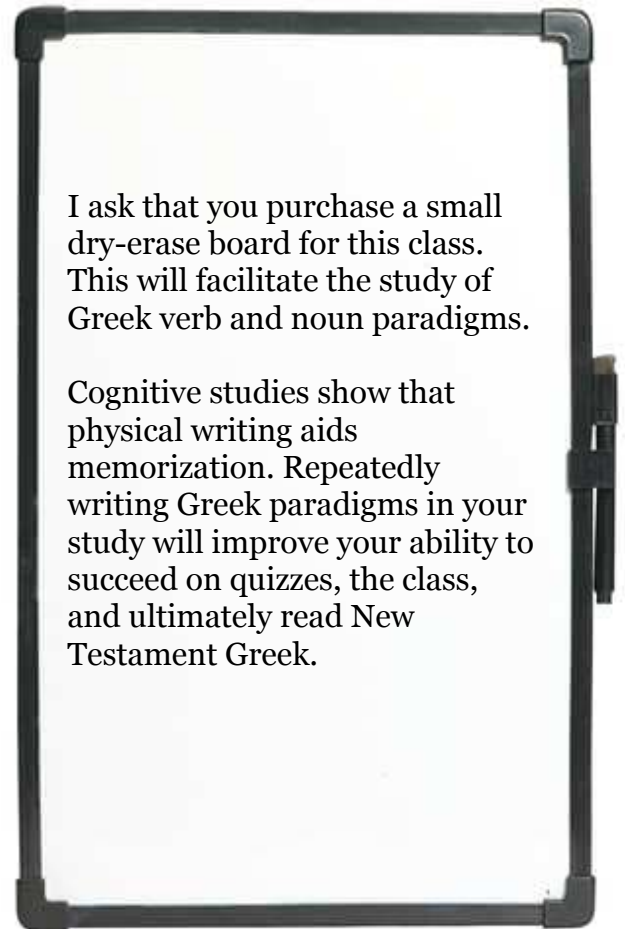 I ask that you purchase a small
dry-erase board for this class.
This will facilitate the study of
Greek verb and noun paradigms.
Cognitive studies show that
physical writing aids
memorization. Repeatedly
writing Greek paradigms in your
study will improve your ability to
succeed on quizzes, the class,
and ultimately read New
Testament Greek.